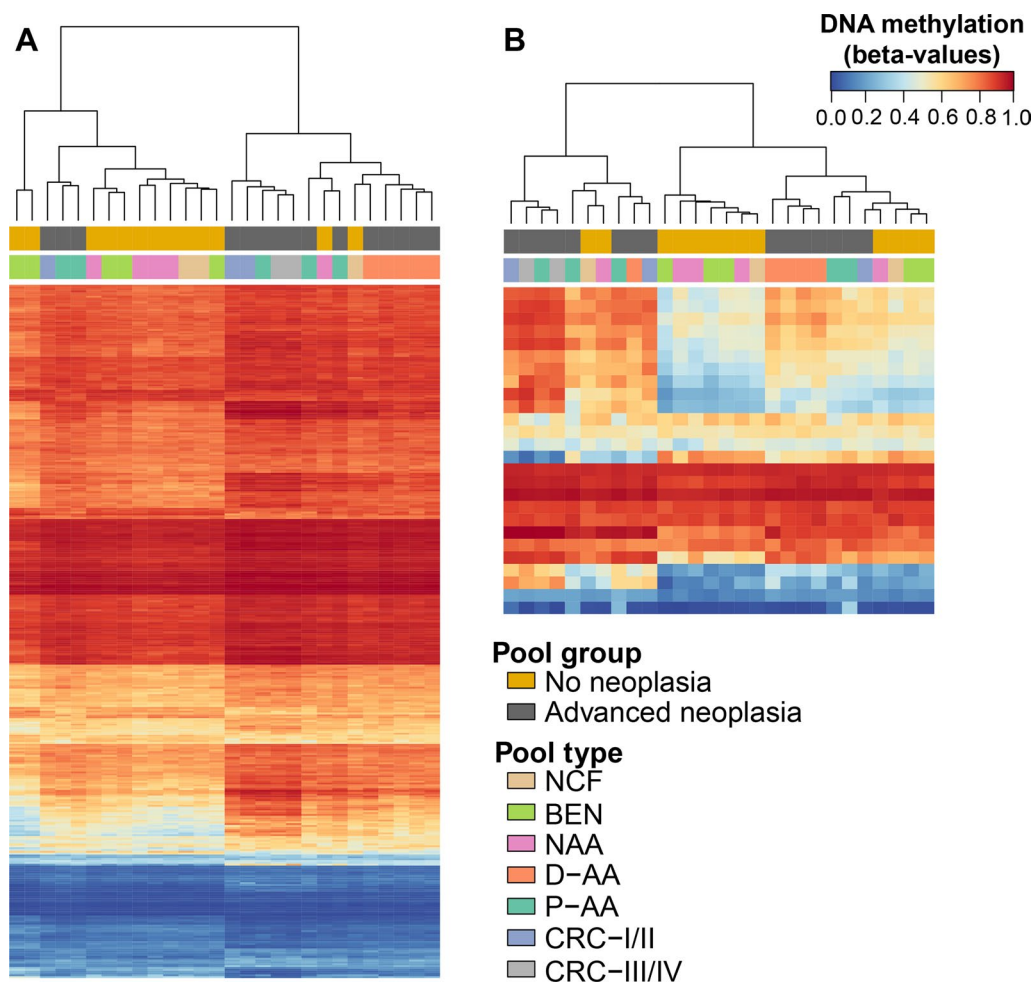 A
B
DNA methylation
(beta-values)
0.0 0.2 0.4 0.6 0.8 1.0
Pool group
No neoplasia
Advanced neoplasia
Pool type
NCF
BEN
NAA
D−AA
P−AA
CRC−I/II
CRC−III/IV